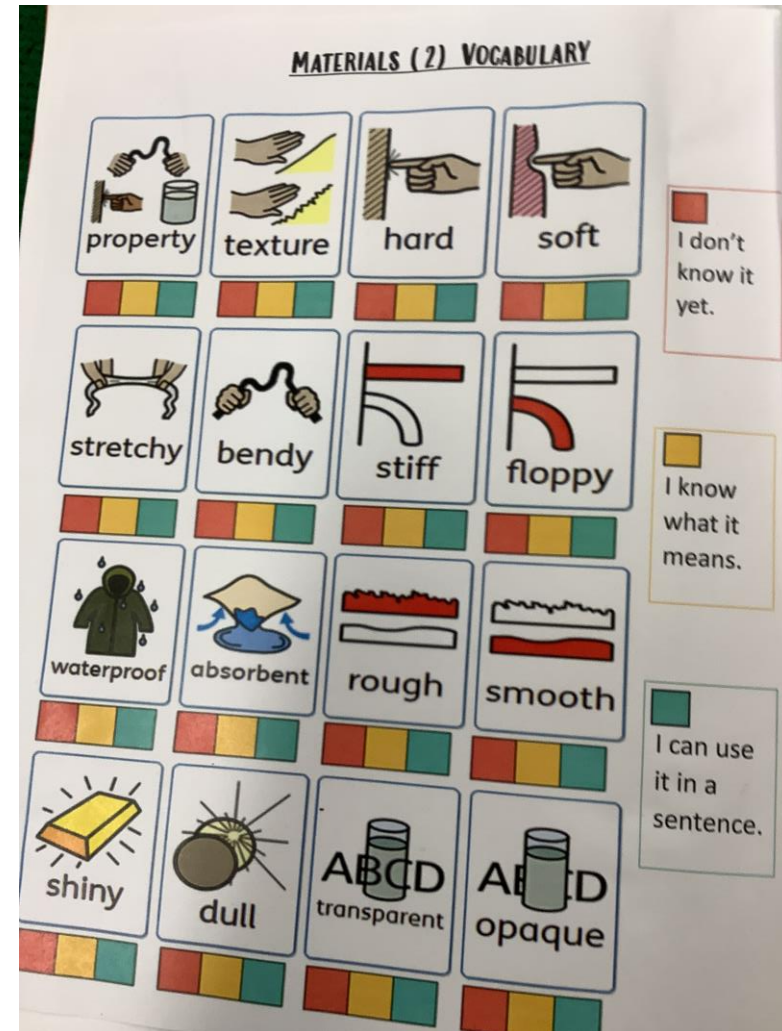 MATERIALS (2) VOCABULARY
property
texture
hard
soft
stretchy
bendy
stiff
floppy
waterproof
absorbent
rough
smooth
shiny
dull
ABCD
transparent
AB D
opaque
I don't
know it
yet.
I know
what it
means.
I can use
it in a
sentence.